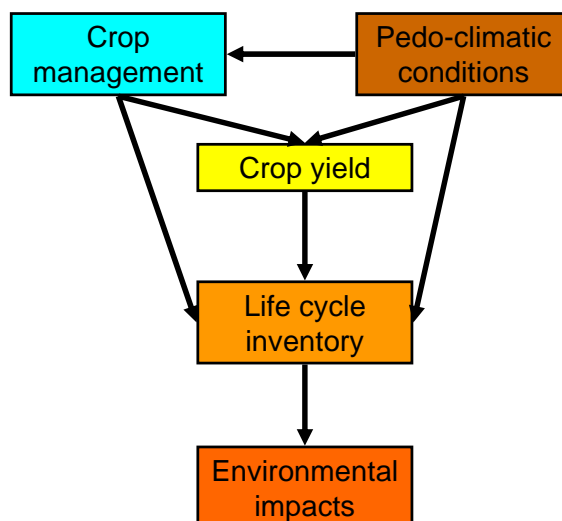 Crop
management
Pedo-climatic
conditions
Crop yield
Life cycle
inventory
Environmental
impacts